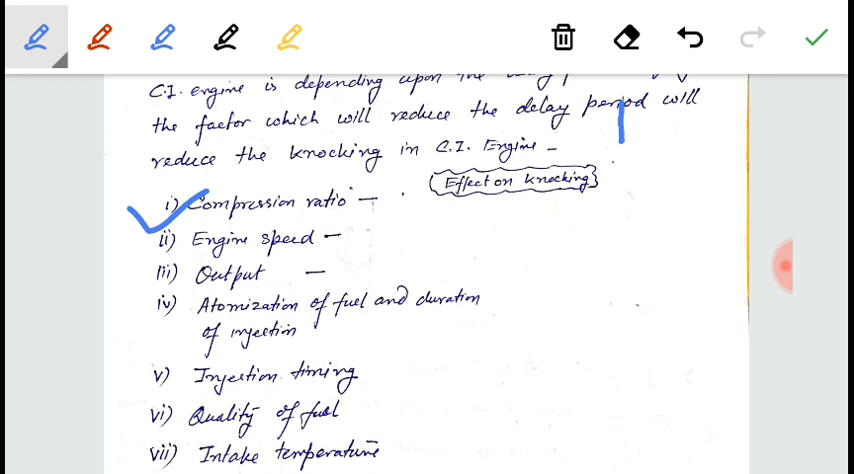 C.I. engine is depending upon the
the factor which will reduce the delay period will
reduce the knocking in C.I. Engine -
Effect on knocking
i) Compression ratio -
ii) Engine speed -
iii) Output -
iv) Atomization of fuel and duration
of injection
v) Injection timing
vi) Quality of fuel
vii) Intake temperature